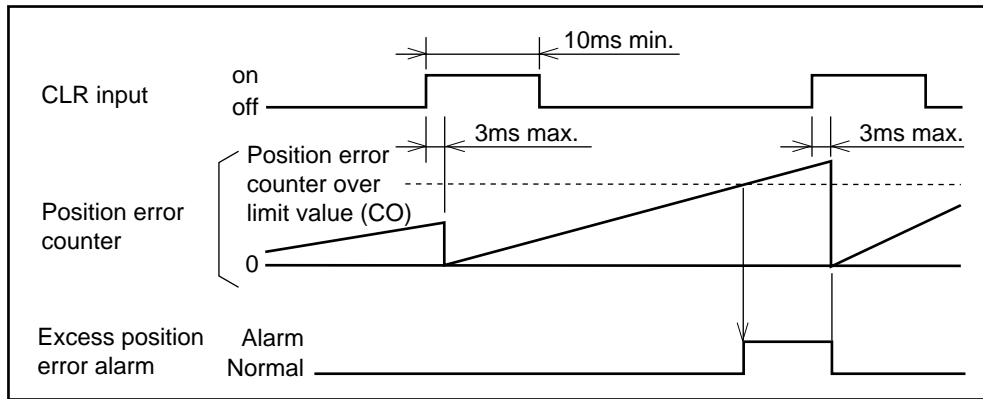 10ms min.
CLR input
on
off
3ms max.
3ms max.
Position error
counter over
limit value (CO)
Position error
counter
0
Excess position
error alarm
Alarm
Normal